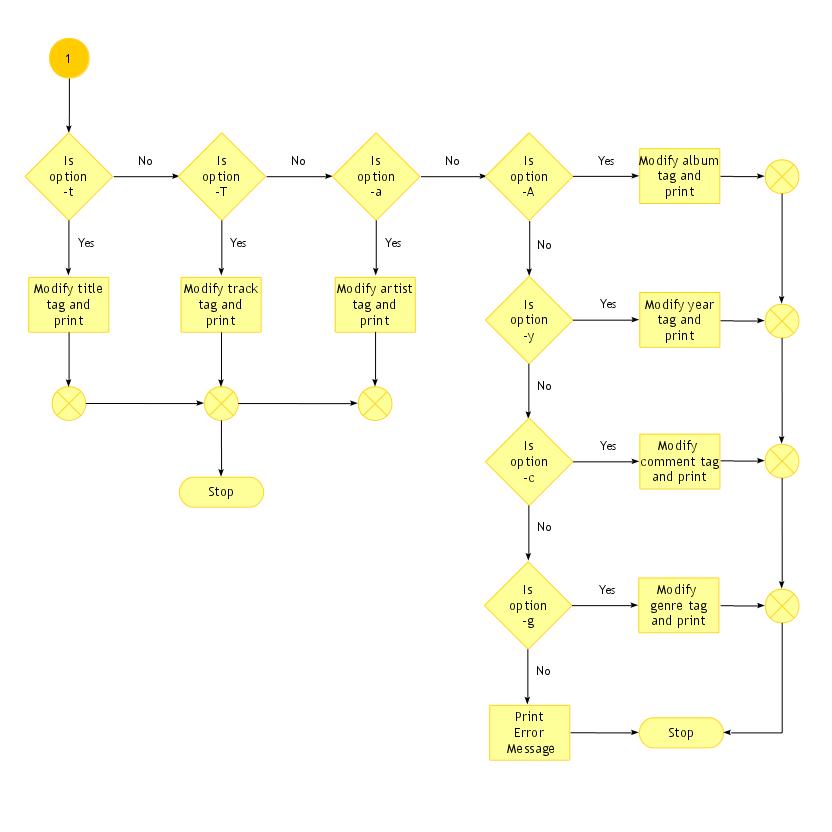 1
Is
option
-t
No
Is
option
-T
No
Is
option
-a
No
Is
option
-A
Yes
Modify album
tag and
print
Yes
Yes
Yes
No
Modify title
tag and
print
Modify track
tag and
print
Modify artist
tag and
print
Is
option
-y
Yes
Modify year
tag and
print
No
Is
option
-c
Yes
Modify
comment tag
and print
Stop
No
Is
option
-g
Yes
Modify
genre tag
and print
No
Print
Error
Message
Stop